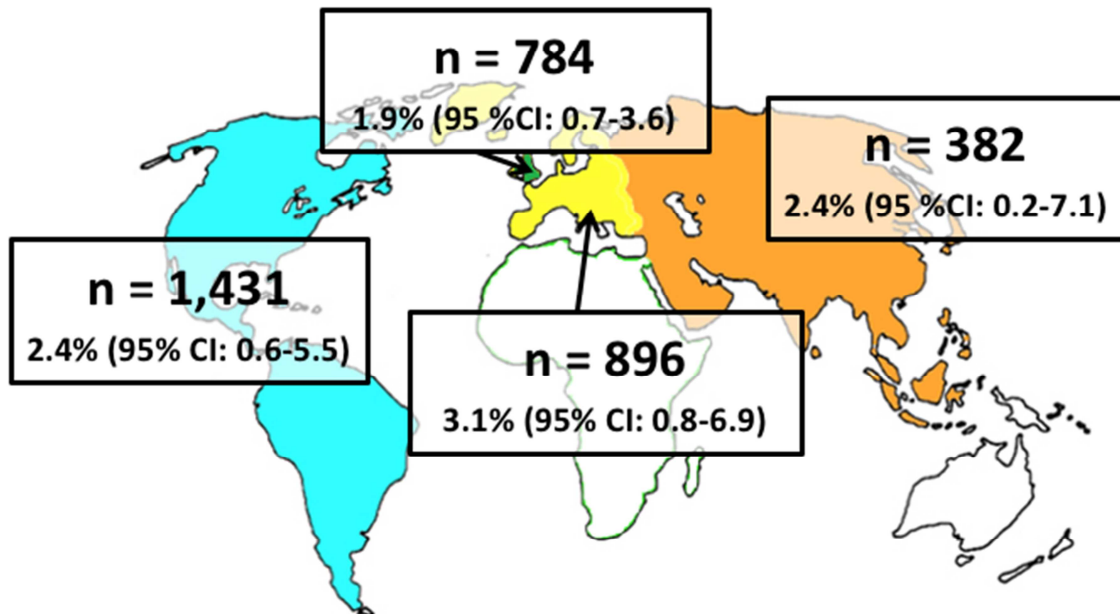 n = 784
1.9% (95 %CI: 0.7-3.6)
n = 382
2.4% (95 %CI: 0.2-7.1)
n = 1,431
2.4% (95% CI: 0.6-5.5)
n = 896
3.1% (95% CI: 0.8-6.9)